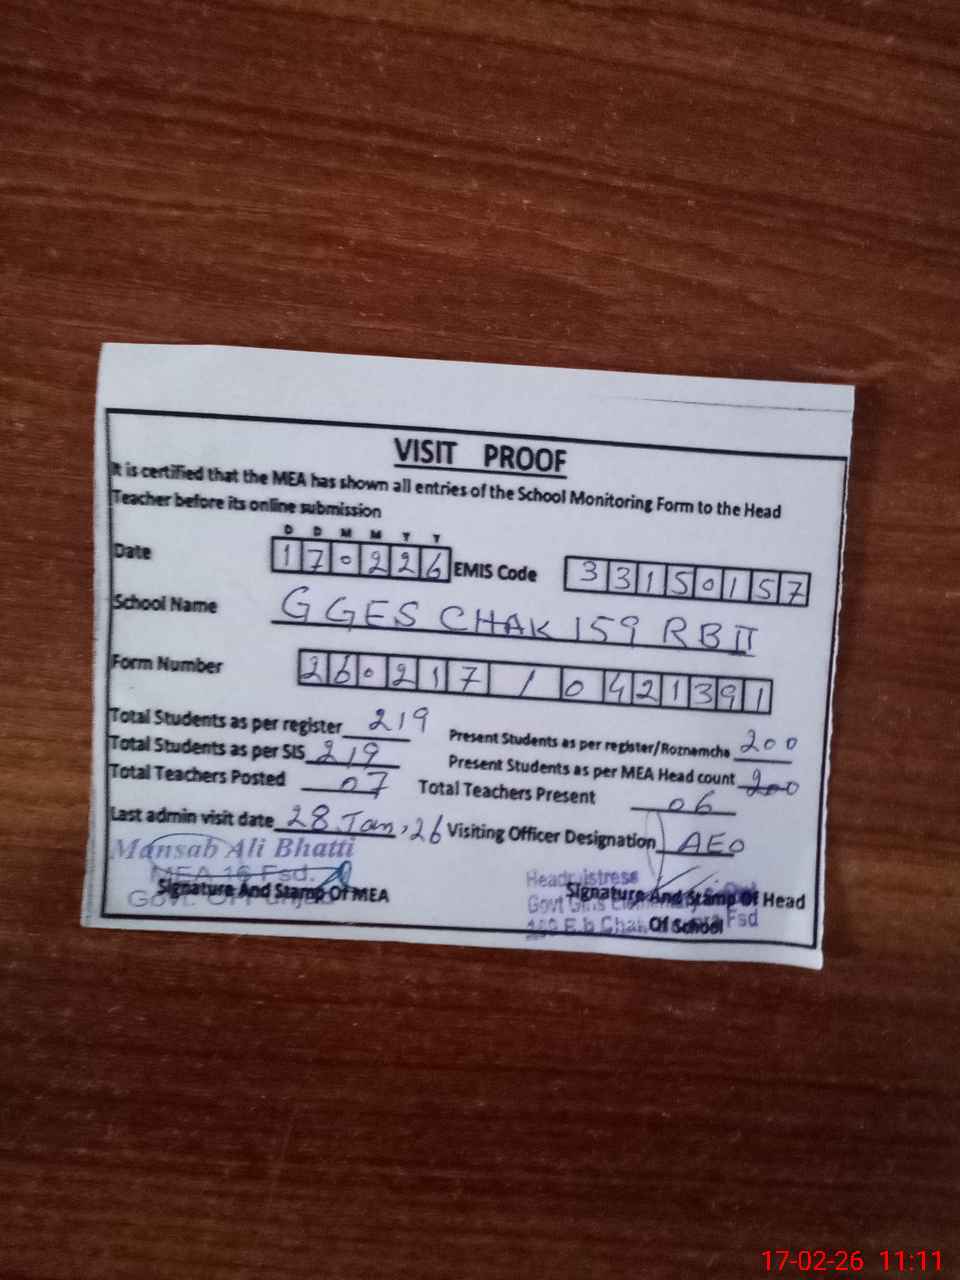 VISIT PROOF
It is certified that the MEA has shown all entries of the School Monitoring Form to the Head
Teacher before its online submission
D D M M Y Y
Date 170226 EMIS Code 33150157
School Name GGES CHAK 159 RB II
Form Number 260217/0421391
Total Students as per register 219 Present Students as per register/Roznamcha 200
Total Students as per SIS 219 Present Students as per MEA Head count 200
Total Teachers Posted 07 Total Teachers Present 06
Last admin visit date 28 Jan, 26 Visiting Officer Designation AEO
Mansab Ali Bhatti
MEA 16 Fsd.
Signature And Stamp Of MEA
Govt. Of
Signature And Stamp Of Head
Govt Fsd
Of School
17-02-26 11:11